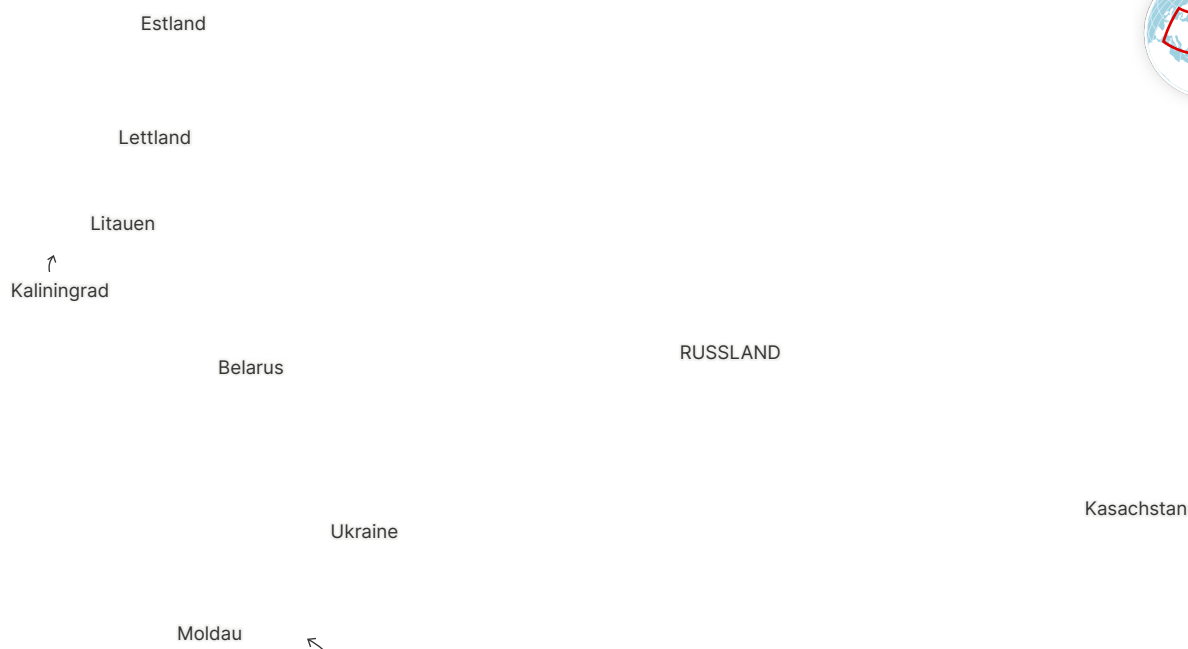 Estland
Lettland
Litauen
Kaliningrad
RUSSLAND
Belarus
Kasachstan
Ukraine
Moldau